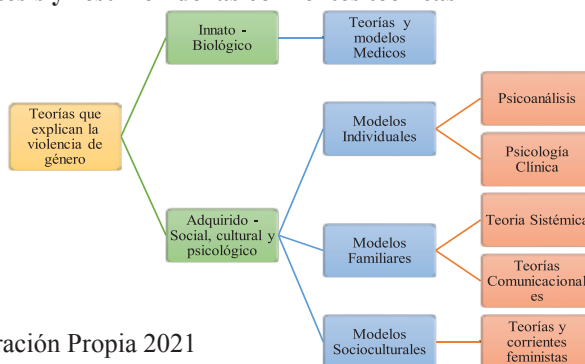 Innato -
Biológico
Teorías y
modelos
Medicos
Teorías que
explican la
violencia de
género
Modelos
Individuales
Psicoanálisis
Psicología
Clínica
Adquirido -
Social, cultural y
psicológico
Modelos
Familiares
Teoria Sistémica
Teorías
Comunicacional
es
Modelos
Socioculturales
Teorías y
corrientes
feministas
ración Propia 2021